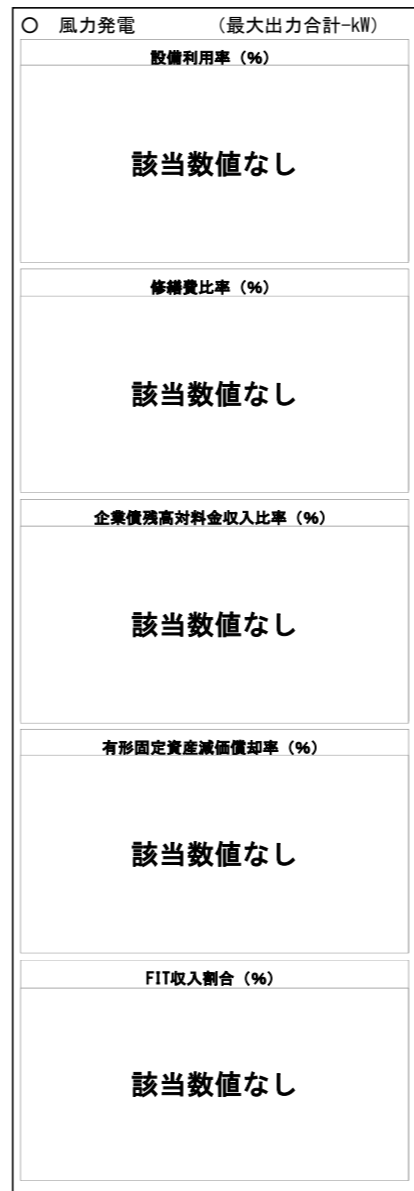 ○ 風力発電 (最大出力合計-kW)
設備利用率（%）
該当数値なし
修繕費比率（%）
該当数値なし
企業債残高対料金収入比率（%）
該当数値なし
有形固定資産減価償却率（%）
該当数値なし
FIT収入割合（%）
該当数値なし